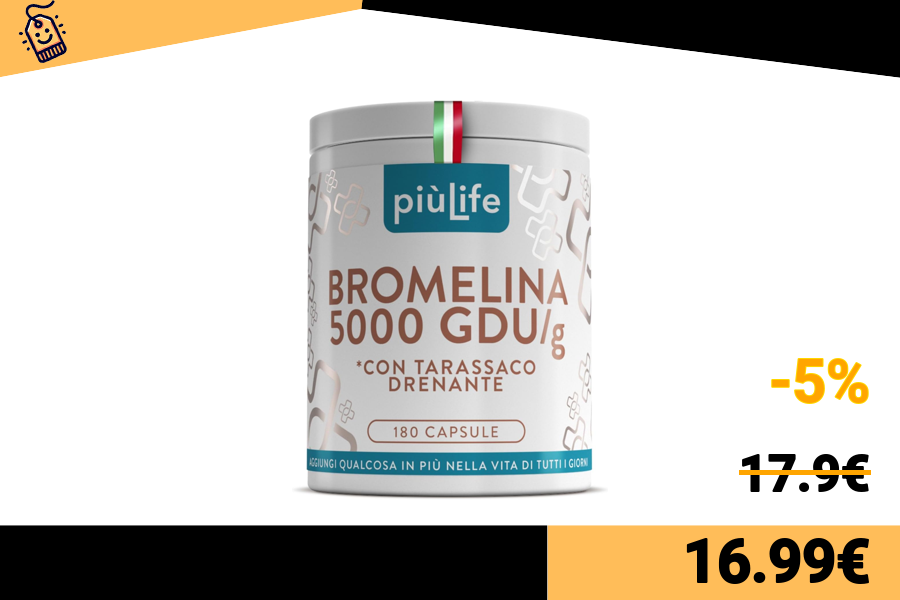 piùLife
BROMELINA
5000 GDU/g
*CON TARASSACO
DRENANTE
180 CAPSULE
AGGIUNGI QUALCOSA IN PIÙ NELLA VITA DI TUTTI I GIORNI
-5%
17.9€
16.99€